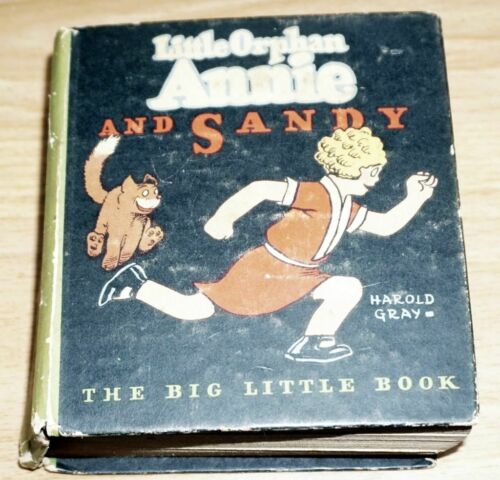 Little Orphan
Annie
AND SANDY
HAROLD
GRAY
THE BIG LITTLE BOOK